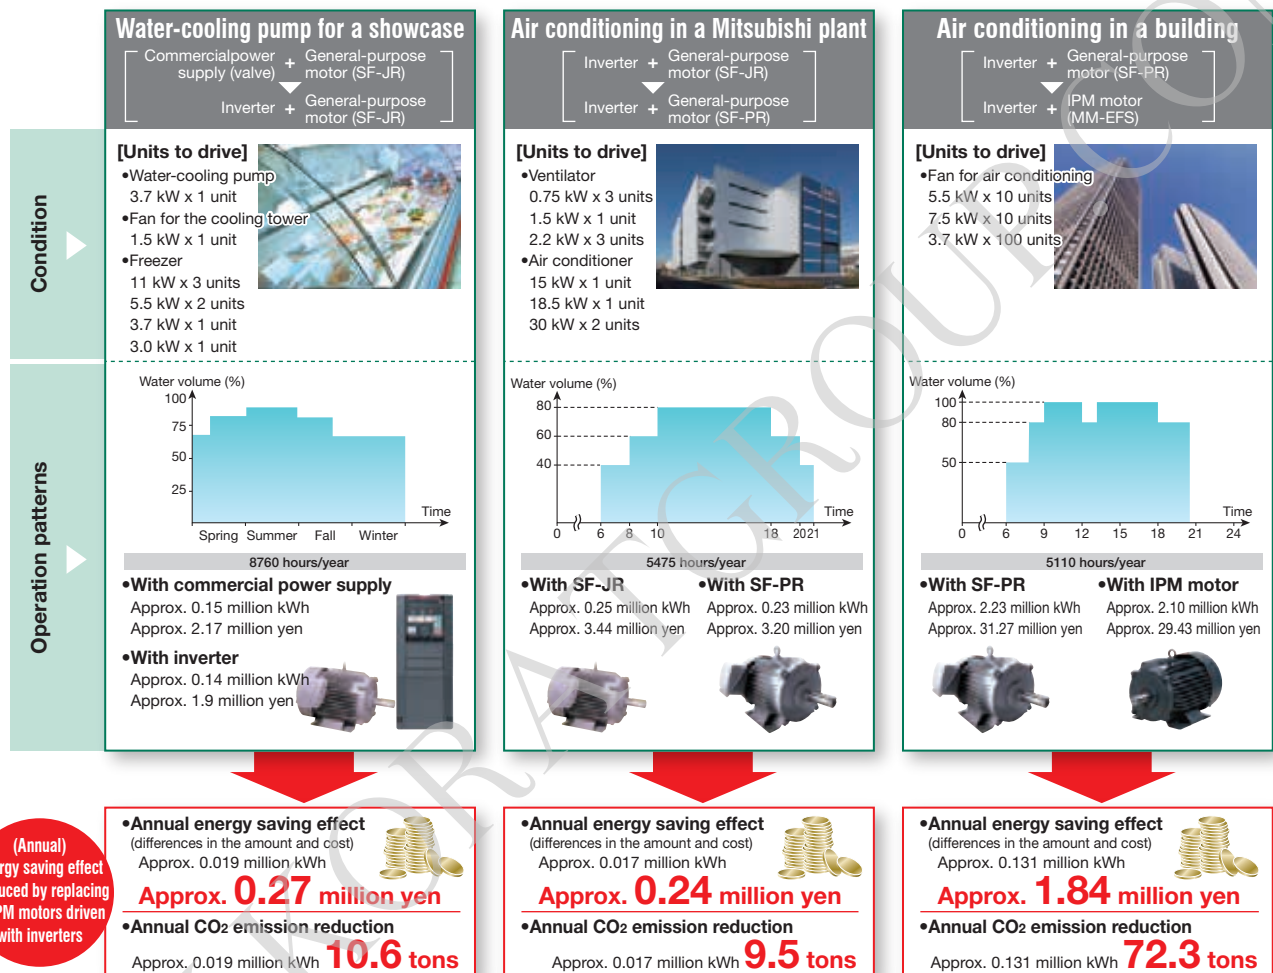 Water-cooling pump for a showcase
Commercialpower supply (valve) + General-purpose motor (SF-JR)
Inverter + General-purpose motor (SF-JR)
Air conditioning in a Mitsubishi plant
Inverter + General-purpose motor (SF-JR)
Inverter + General-purpose motor (SF-PR)
Air conditioning in a building
Inverter + General-purpose motor (SF-PR)
Inverter + IPM motor (MM-EFS)
Condition
[Units to drive]
•Water-cooling pump
3.7 kW x 1 unit
•Fan for the cooling tower
1.5 kW x 1 unit
•Freezer
11 kW x 3 units
5.5 kW x 2 units
3.7 kW x 1 unit
3.0 kW x 1 unit
[Units to drive]
•Ventilator
0.75 kW x 3 units
1.5 kW x 1 unit
2.2 kW x 3 units
•Air conditioner
15 kW x 1 unit
18.5 kW x 1 unit
30 kW x 2 units
[Units to drive]
•Fan for air conditioning
5.5 kW x 10 units
7.5 kW x 10 units
3.7 kW x 100 units
Operation patterns
Water volume (%)
100
75
50
25
Time
Spring Summer Fall Winter
8760 hours/year
•With commercial power supply
Approx. 0.15 million kWh
Approx. 2.17 million yen
•With inverter
Approx. 0.14 million kWh
Approx. 1.9 million yen
Water volume (%)
80
60
40
Time
0 6 8 10 18 2021
5475 hours/year
•With SF-JR
Approx. 0.25 million kWh
Approx. 3.44 million yen
•With SF-PR
Approx. 0.23 million kWh
Approx. 3.20 million yen
Water volume (%)
100
80
50
Time
0 6 9 12 15 18 21 24
5110 hours/year
•With SF-PR
Approx. 2.23 million kWh
Approx. 31.27 million yen
•With IPM motor
Approx. 2.10 million kWh
Approx. 29.43 million yen
(Annual)
rgy saving effect
uced by replacing
PM motors driven
with inverters
•Annual energy saving effect
(differences in the amount and cost)
Approx. 0.019 million kWh
Approx. 0.27 million yen
•Annual CO2 emission reduction
Approx. 0.019 million kWh 10.6 tons
•Annual energy saving effect
(differences in the amount and cost)
Approx. 0.017 million kWh
Approx. 0.24 million yen
•Annual CO2 emission reduction
Approx. 0.017 million kWh 9.5 tons
•Annual energy saving effect
(differences in the amount and cost)
Approx. 0.131 million kWh
Approx. 1.84 million yen
•Annual CO2 emission reduction
Approx. 0.131 million kWh 72.3 tons
KORATGROUP.CO